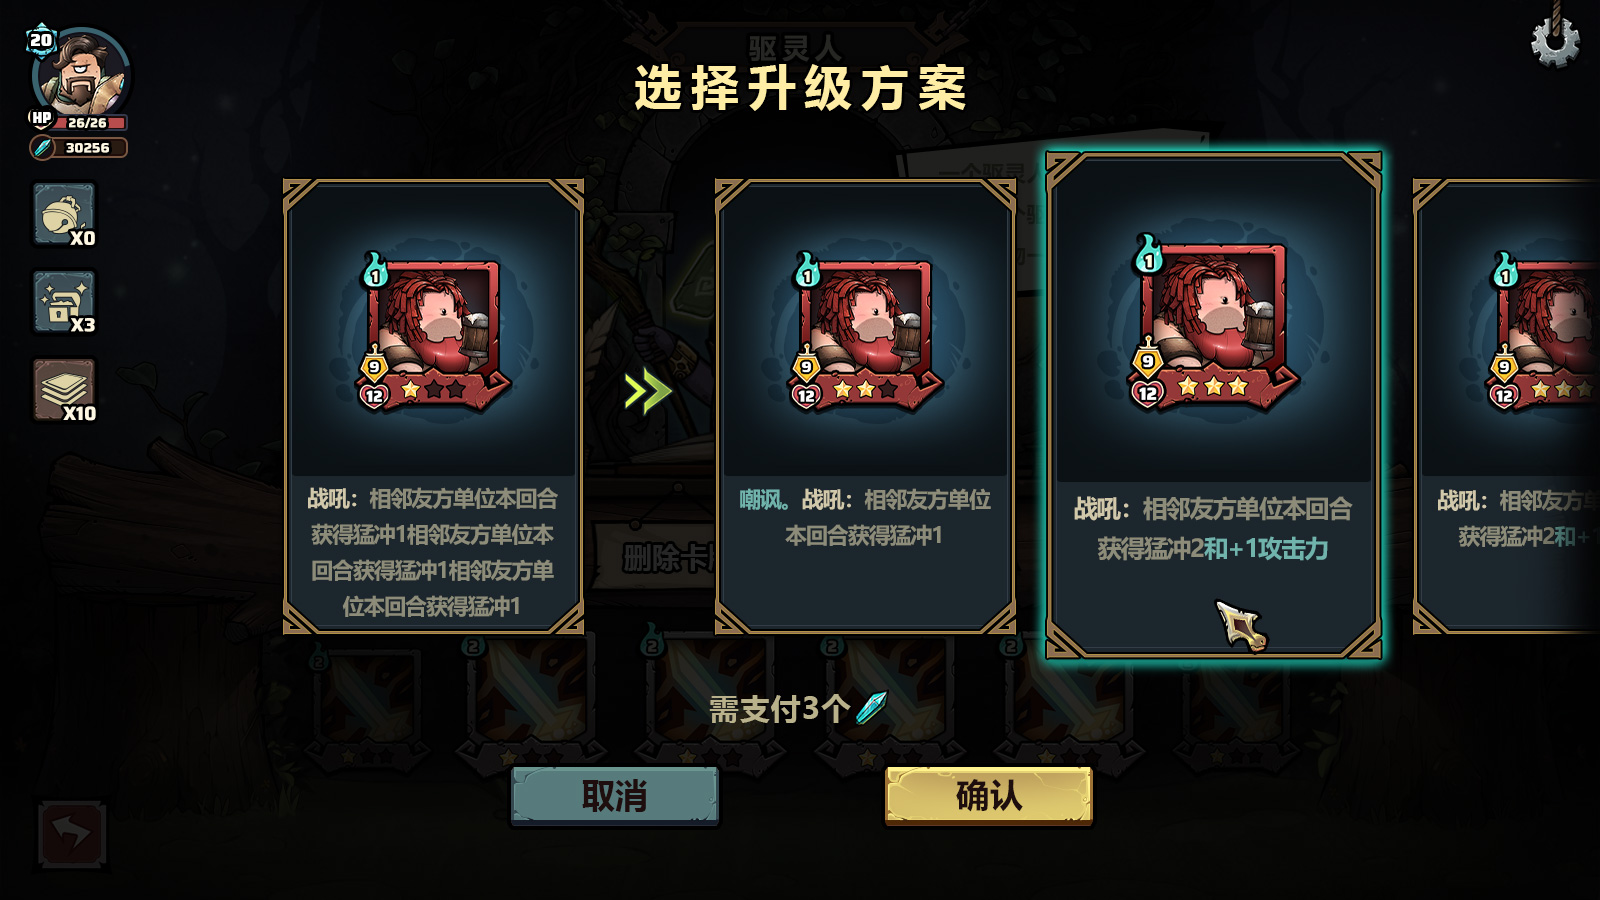 驱灵人
选择升级方案
20
HP
26/26
30256
X0
X3
X10
1
9
12
战吼：相邻友方单位本回合
获得猛冲1相邻友方单位本
回合获得猛冲1相邻友方单
位本回合获得猛冲1
1
9
12
嘲讽。战吼：相邻友方单位
本回合获得猛冲1
1
9
12
战吼：相邻友方单位本回合
获得猛冲2和+1攻击力
1
9
12
战吼：相邻友方单
获得猛冲2和+1
一个驱灵人
删除卡
2
2
2
2
2
需支付3个
取消
确认